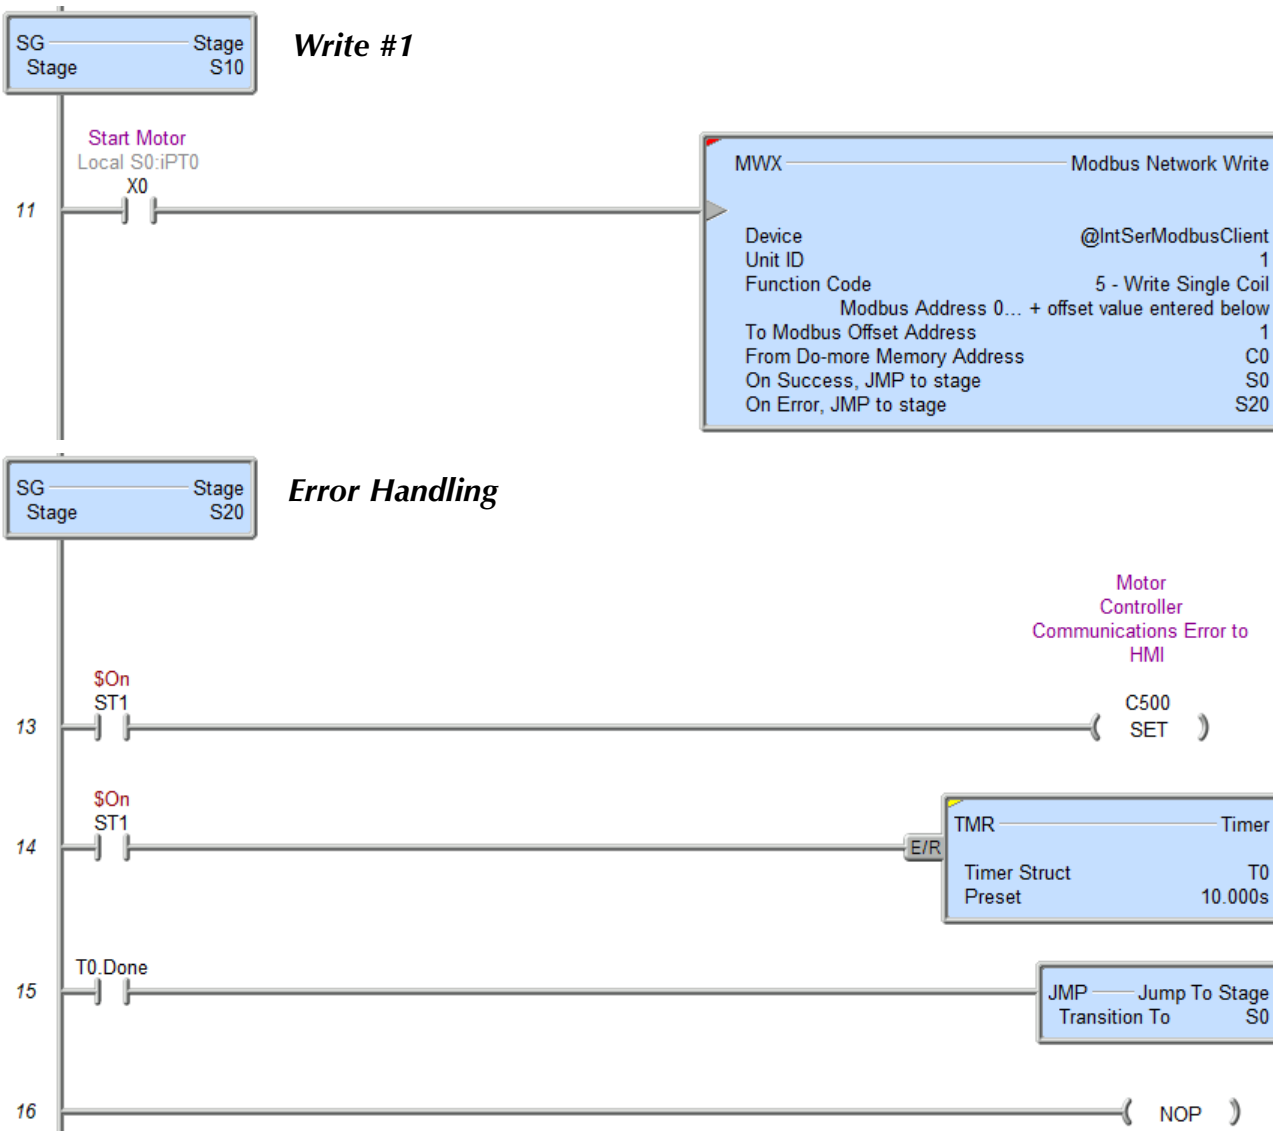 SG Stage
Stage S10
Write #1
Start Motor
Local S0:iPT0
X0
11
MWX Modbus Network Write
Device @IntSerModbusClient
Unit ID 1
Function Code 5 - Write Single Coil
Modbus Address 0... + offset value entered below
To Modbus Offset Address 1
From Do-more Memory Address C0
On Success, JMP to stage S0
On Error, JMP to stage S20
SG Stage
Stage S20
Error Handling
Motor
Controller
Communications Error to
HMI
$On
ST1
C500
13
SET
$On
ST1
14
E/R
TMR Timer
Timer Struct T0
Preset 10.000s
T0.Done
15
JMP Jump To Stage
Transition To S0
16
NOP